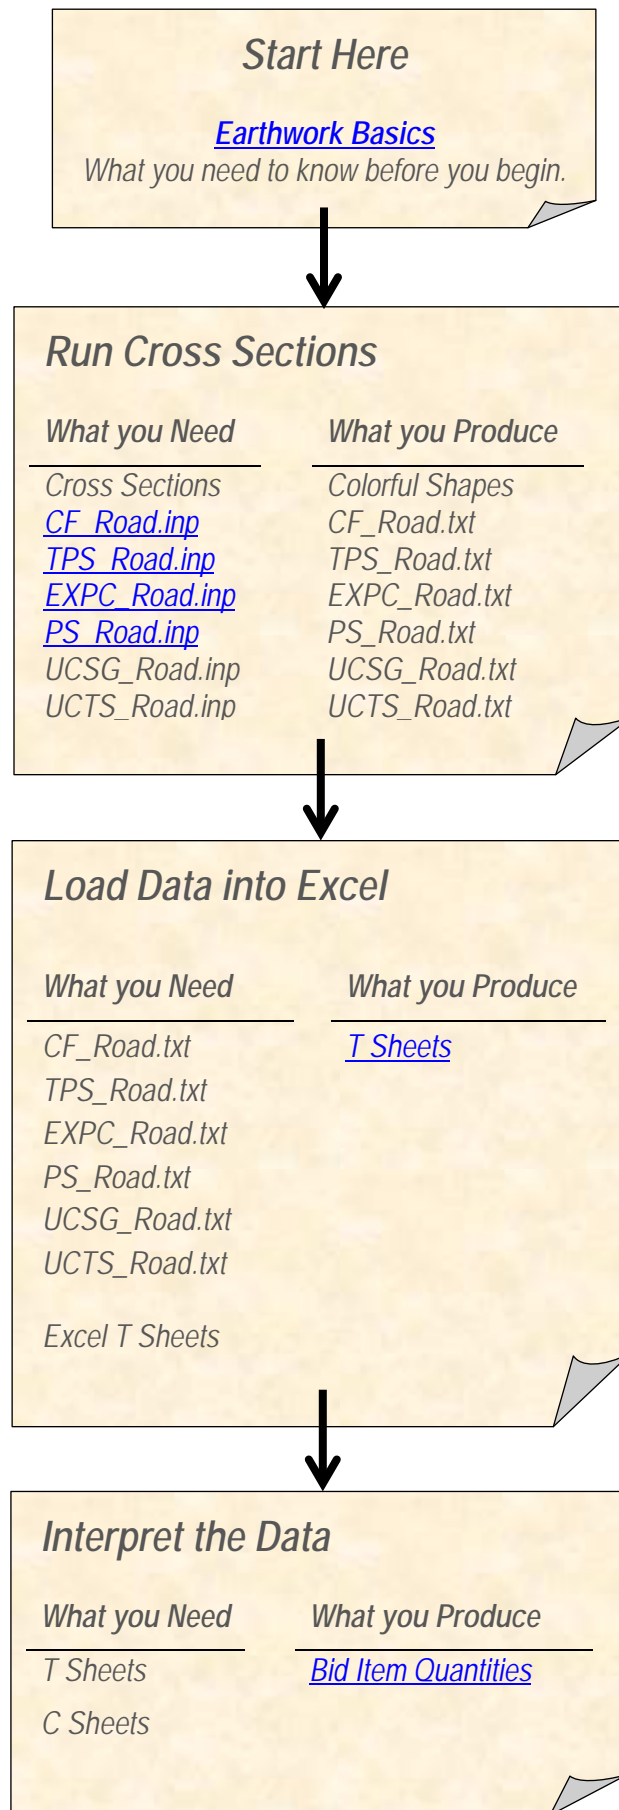 Start Here
Earthwork Basics
What you need to know before you begin.
Run Cross Sections
What you Need
What you Produce
Cross Sections
Colorful Shapes
CF_Road.inp
CF_Road.txt
TPS_Road.inp
TPS_Road.txt
EXPC_Road.inp
EXPC_Road.txt
PS_Road.inp
PS_Road.txt
UCSG_Road.inp
UCSG_Road.txt
UCTS_Road.inp
UCTS_Road.txt
Load Data into Excel
What you Need
What you Produce
CF_Road.txt
T Sheets
TPS_Road.txt
EXPC_Road.txt
PS_Road.txt
UCSG_Road.txt
UCTS_Road.txt
Excel T Sheets
Interpret the Data
What you Need
What you Produce
T Sheets
Bid Item Quantities
C Sheets